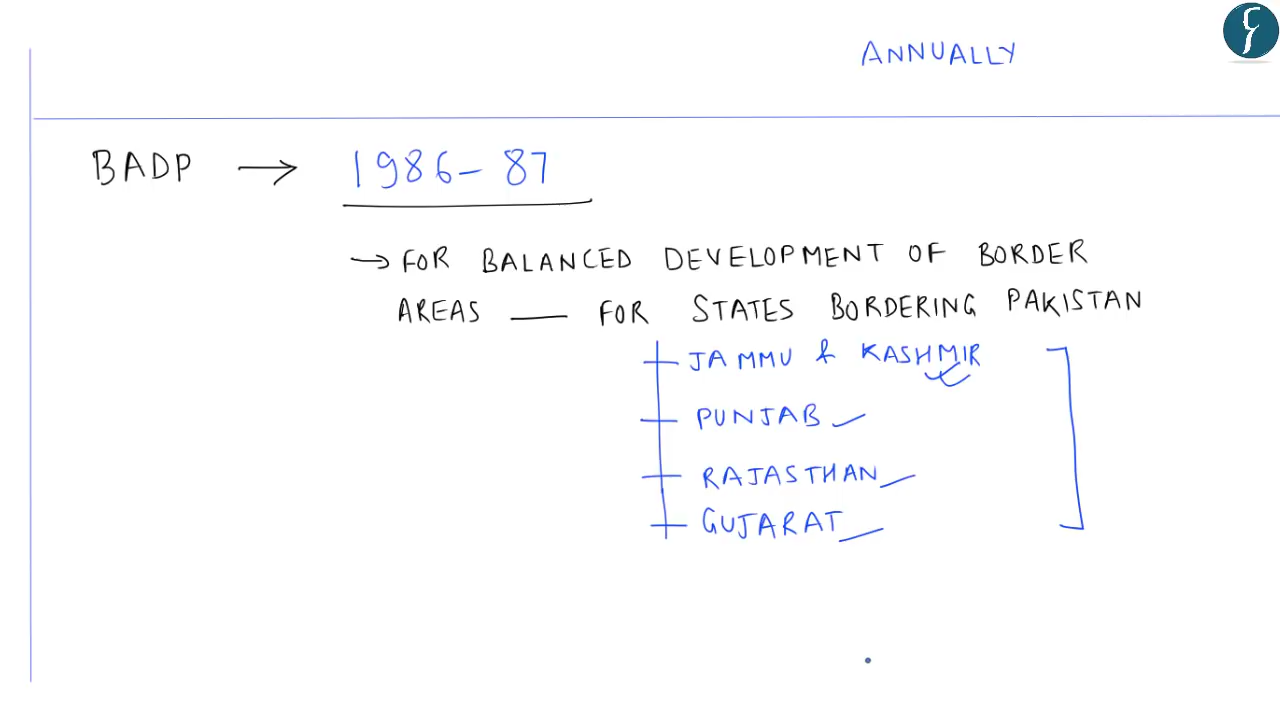 ANNUALLY
BADP → 1986-87
→ FOR BALANCED DEVELOPMENT OF BORDER
AREAS — FOR STATES BORDERING PAKISTAN
JAMMU & KASHMIR
PUNJAB
RAJASTHAN
GUJARAT